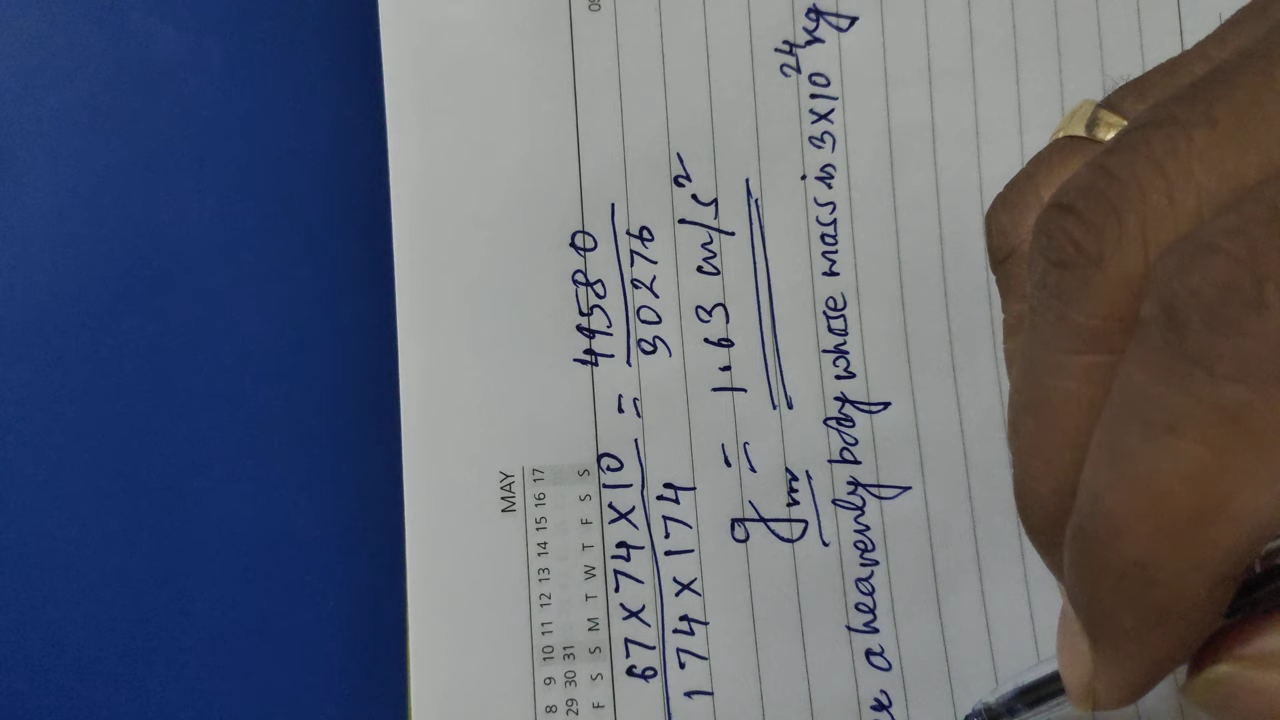 MAY
8 9 10 11 12 13 14 15 16 17
29 30 31
F S S M T W T F S S
67 X 74 X 10 = 49580
174 X 174 30276
gm = 1.63 m/s²
a heavenly body whose mass is 3 X 10²⁴ kg